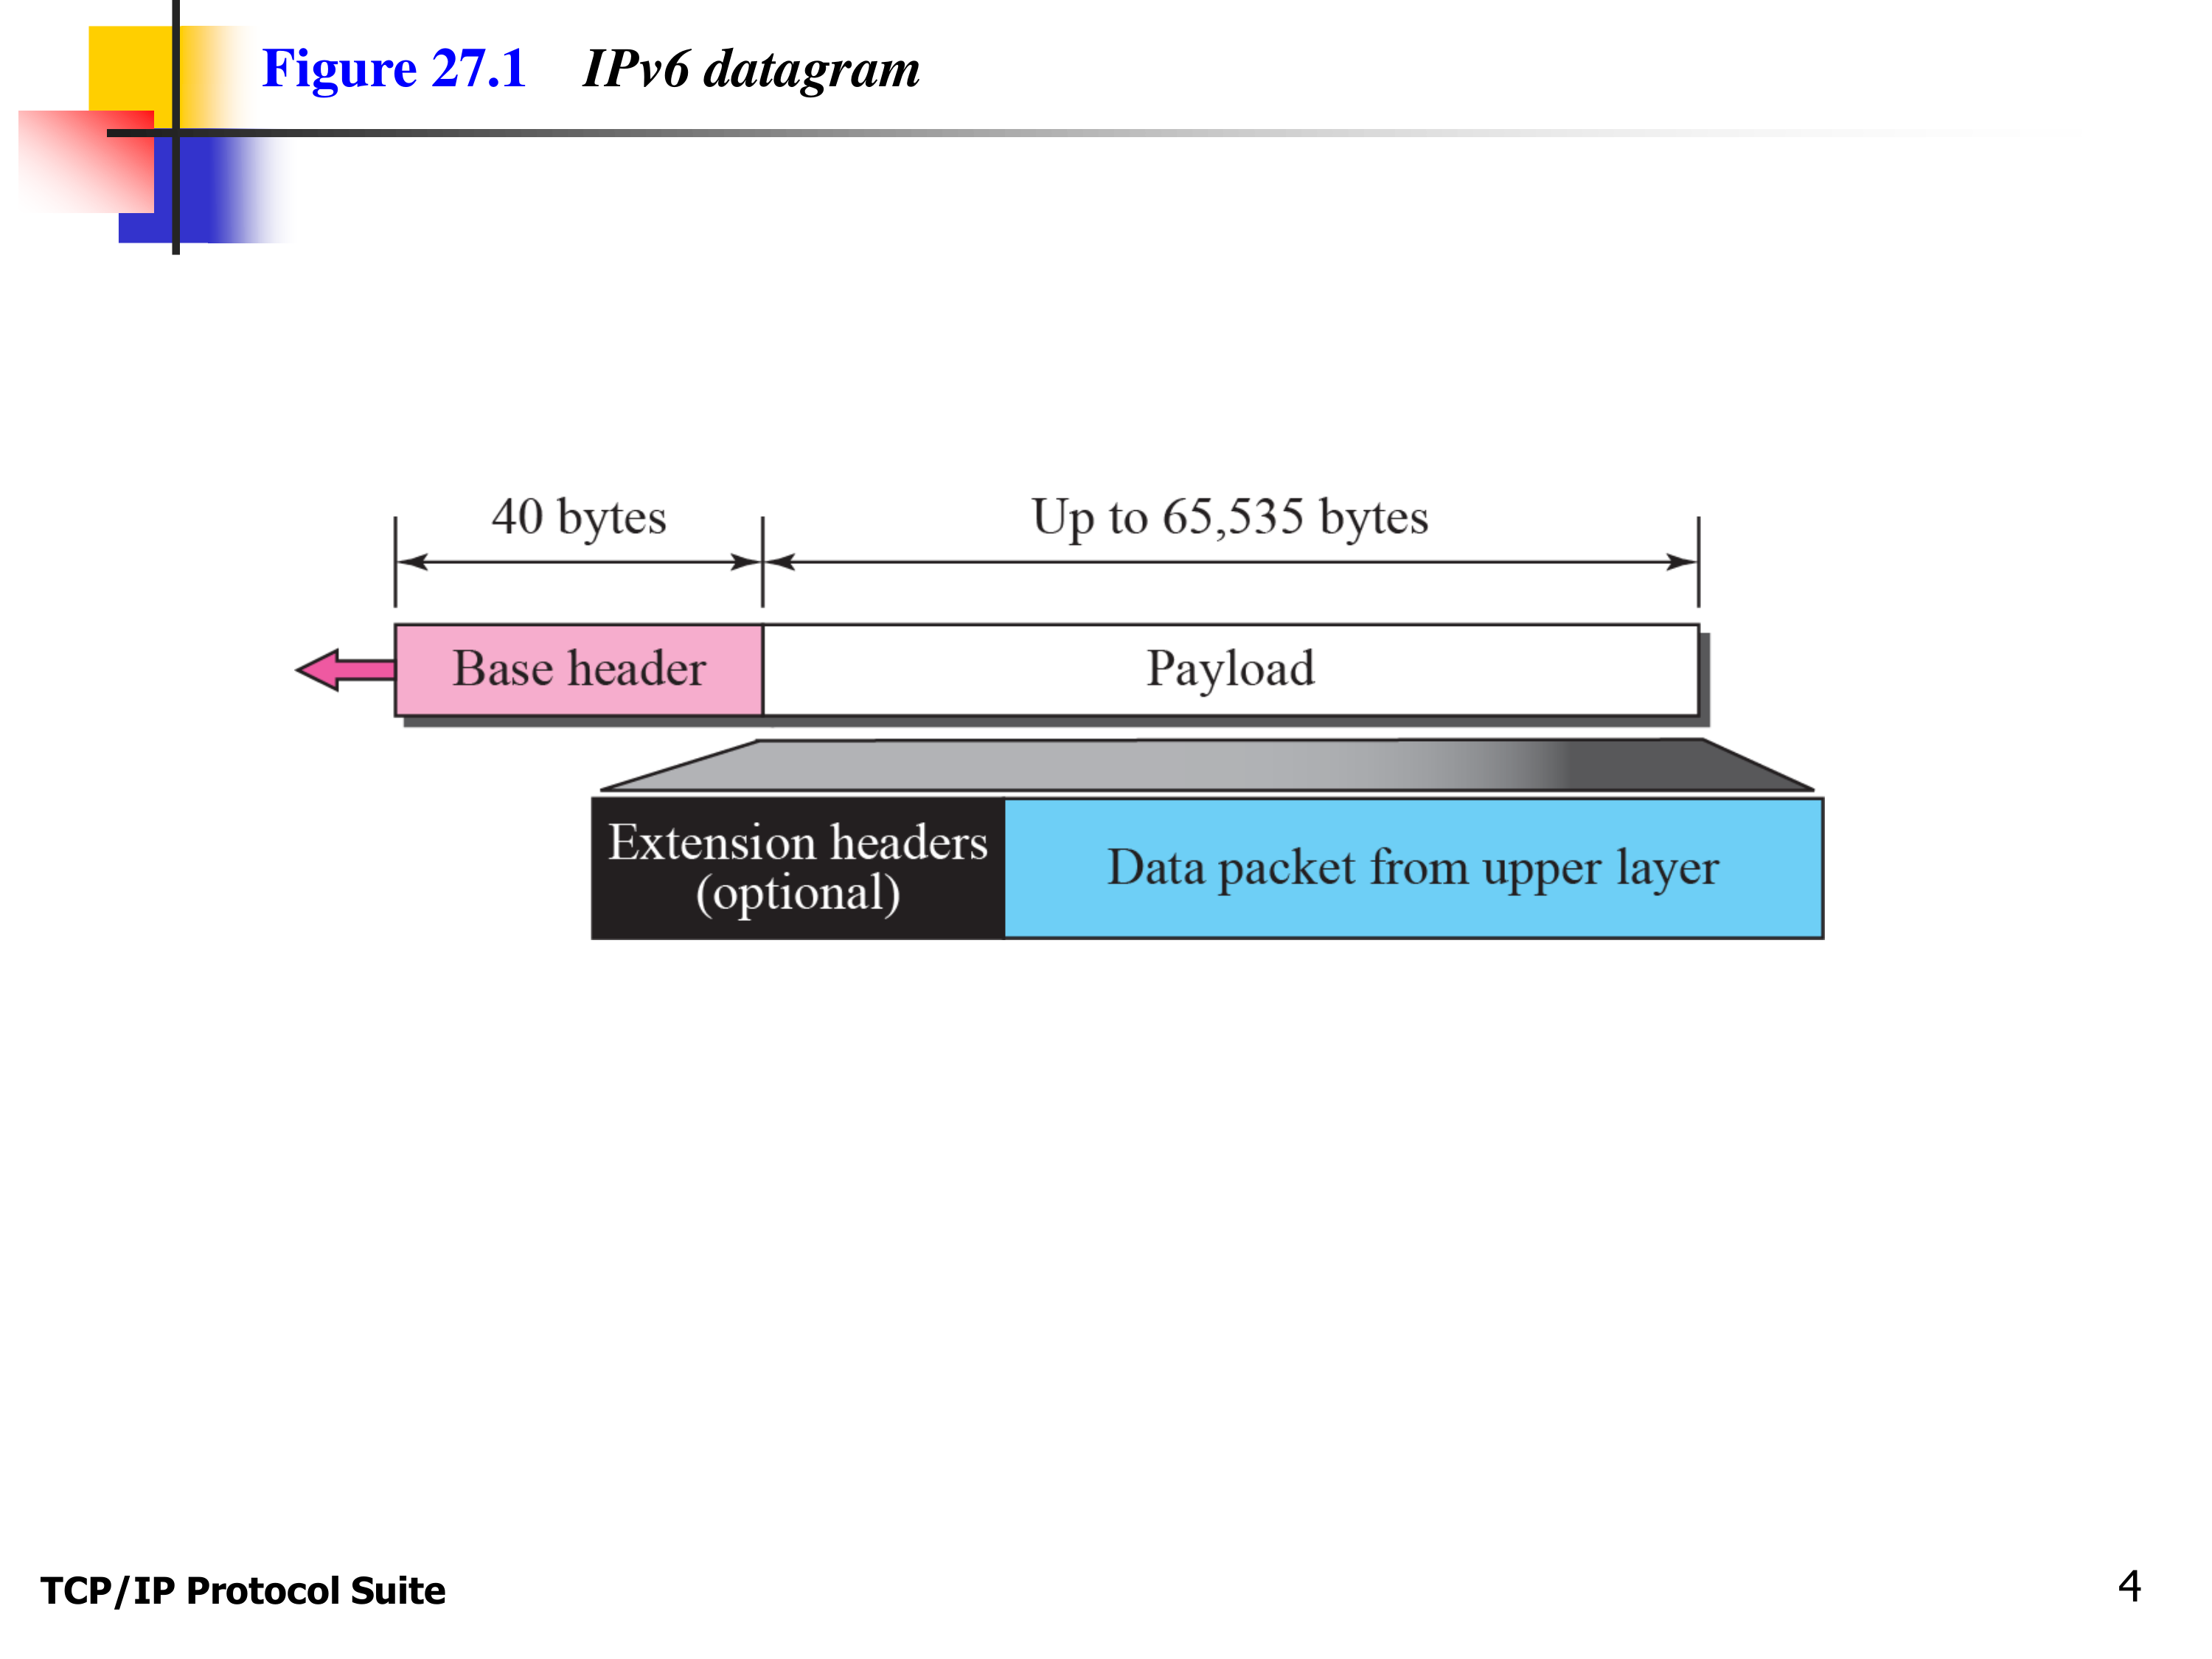 Figure 27.1 IPv6 datagram
40 bytes
Up to 65,535 bytes
Base header
Payload
Extension headers
(optional)
Data packet from upper layer
TCP/IP Protocol Suite
4